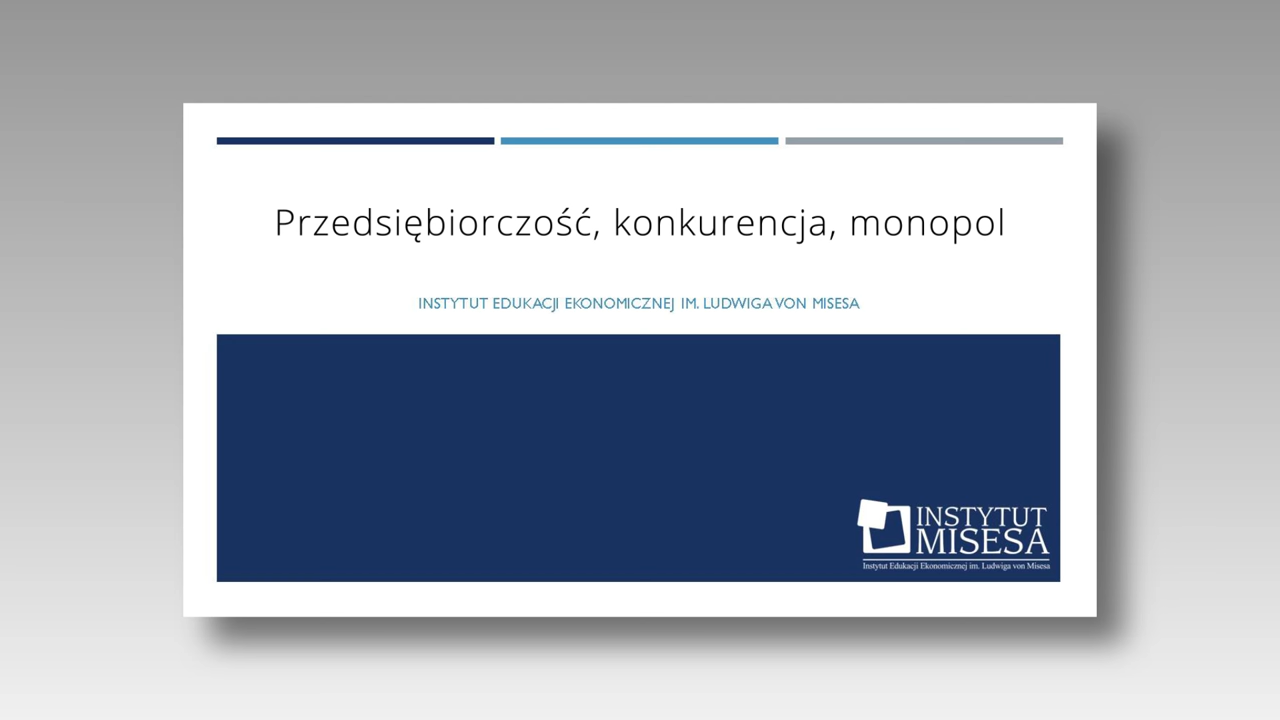 Przedsiębiorczość, konkurencja, monopol
INSTYTUT EDUKACJI EKONOMICZNEJ IM. LUDWIGA VON MISESA
INSTYTUT
MISESA
Instytut Edukacji Ekonomicznej im. Ludwiga von Misesa